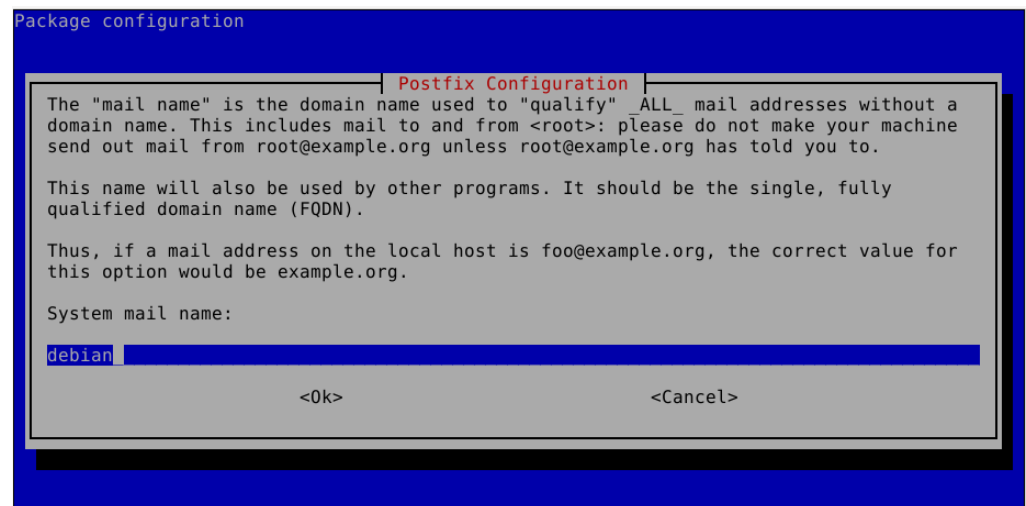 Package configuration
Postfix Configuration
The "mail name" is the domain name used to "qualify" _ALL_ mail addresses without a
domain name. This includes mail to and from <root>: please do not make your machine
send out mail from root@example.org unless root@example.org has told you to.
This name will also be used by other programs. It should be the single, fully
qualified domain name (FQDN).
Thus, if a mail address on the local host is foo@example.org, the correct value for
this option would be example.org.
System mail name:
debian
<Ok> <Cancel>